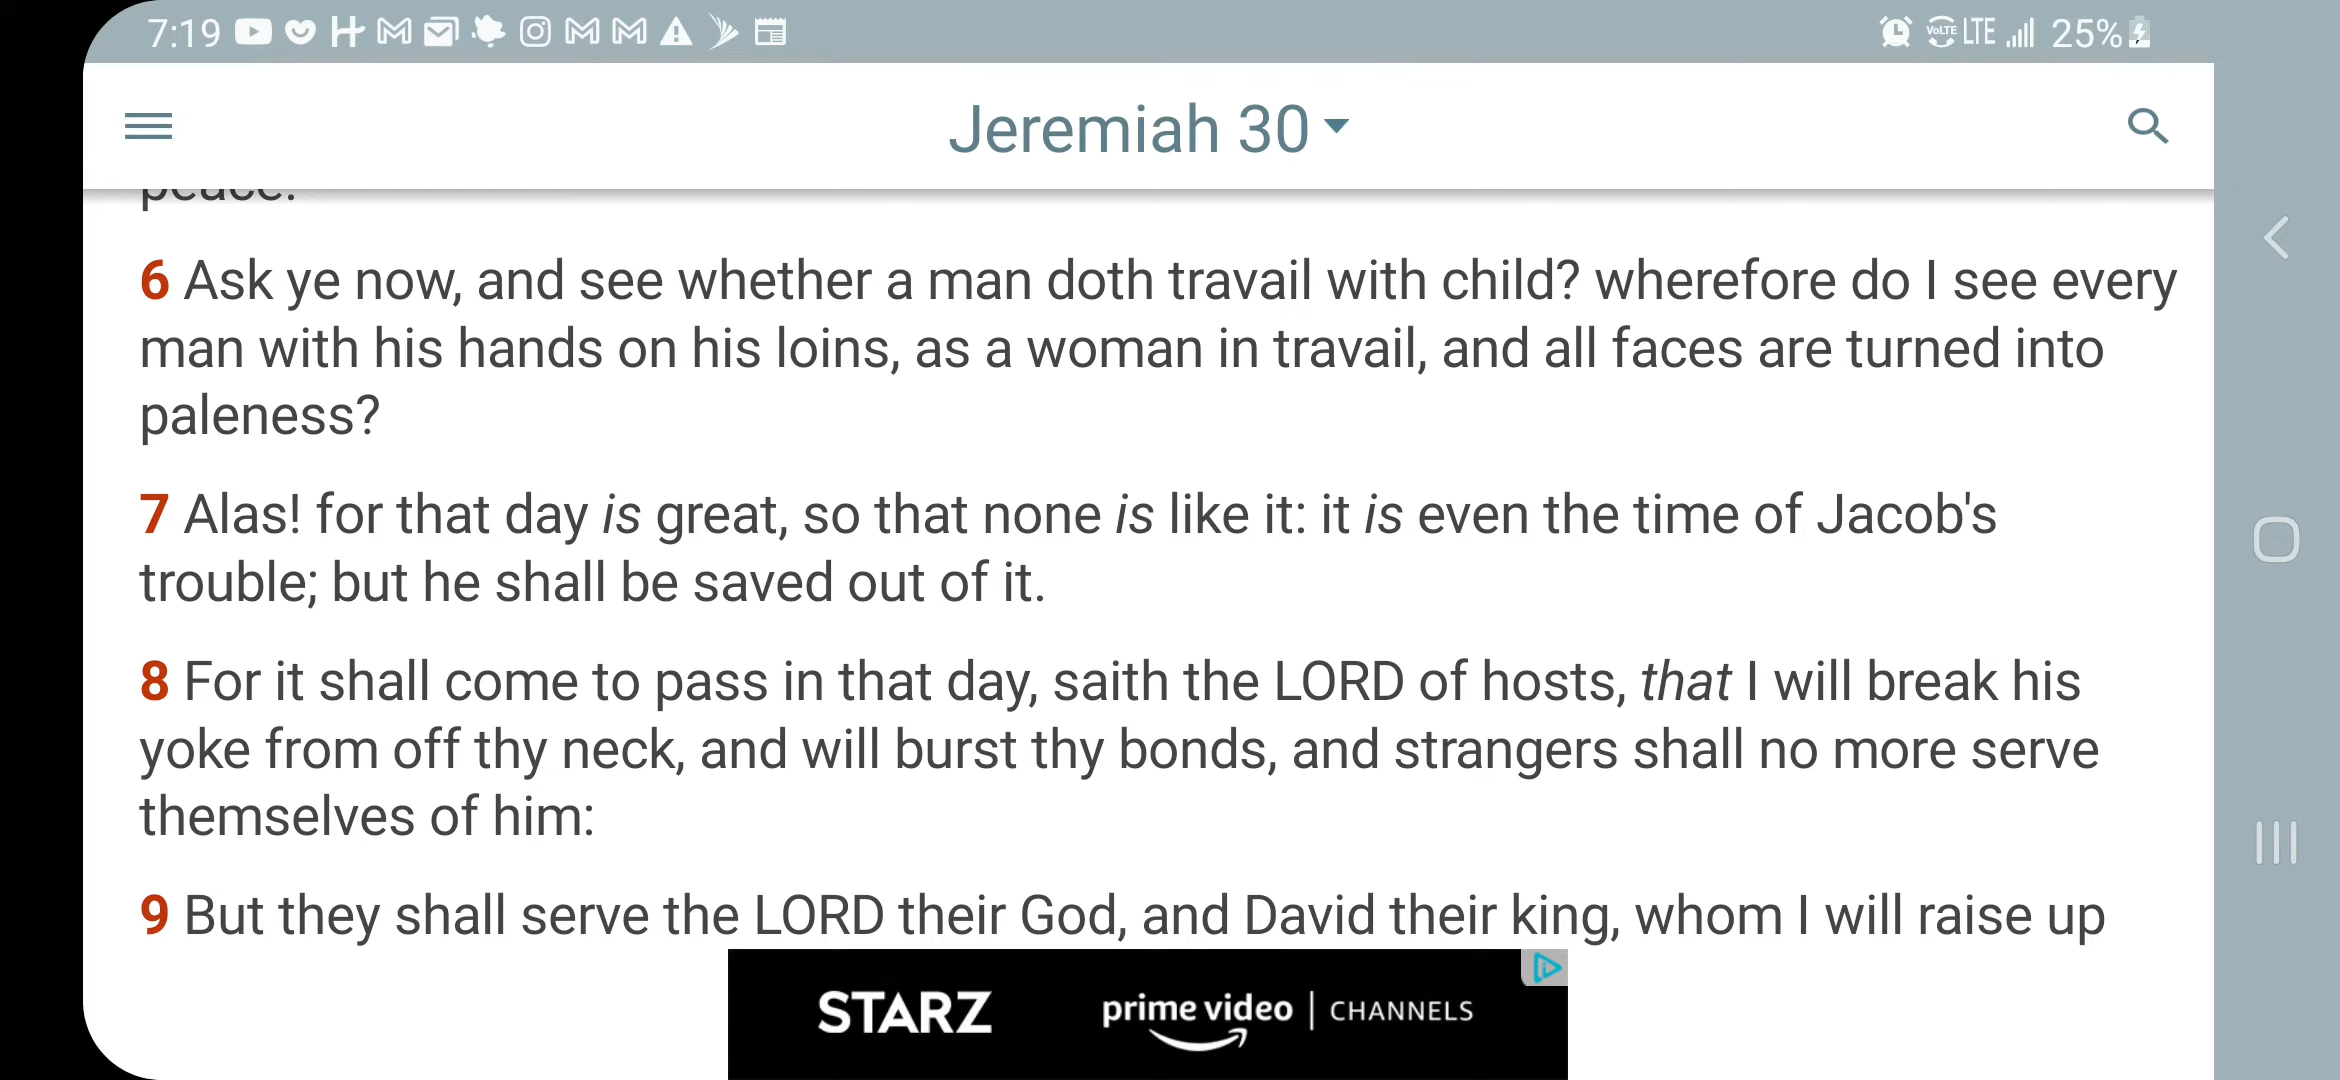 7:19 VoLTE LTE 25%
Jeremiah 30
peace.
6 Ask ye now, and see whether a man doth travail with child? wherefore do I see every
man with his hands on his loins, as a woman in travail, and all faces are turned into
paleness?
7 Alas! for that day is great, so that none is like it: it is even the time of Jacob's
trouble; but he shall be saved out of it.
8 For it shall come to pass in that day, saith the LORD of hosts, that I will break his
yoke from off thy neck, and will burst thy bonds, and strangers shall no more serve
themselves of him:
9 But they shall serve the LORD their God, and David their king, whom I will raise up
STARZ prime video | CHANNELS